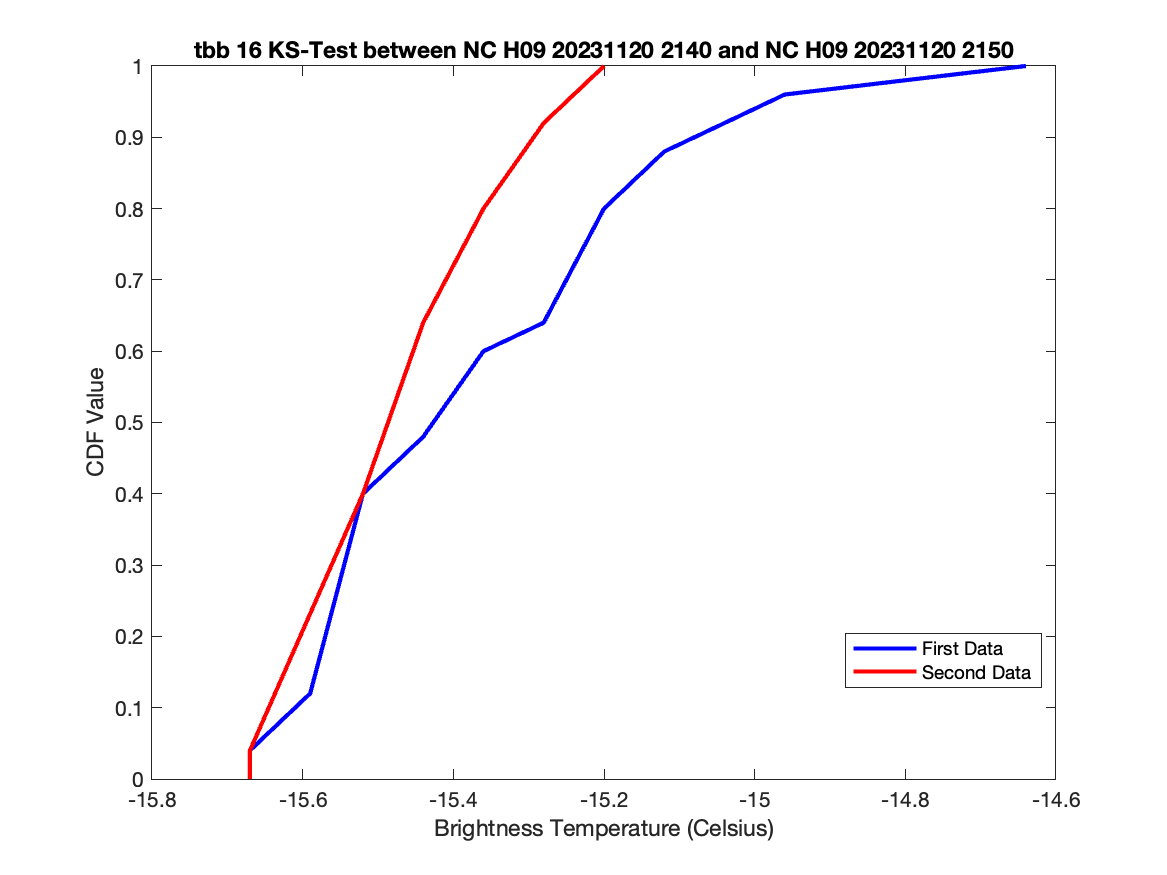 tbb 16 KS-Test between NC H09 20231120 2140 and NC H09 20231120 2150
1
0.9
0.8
0.7
0.6
0.5
0.4
0.3
0.2
0.1
0
CDF Value
First Data
Second Data
-15.8 -15.6 -15.4 -15.2 -15 -14.8 -14.6
Brightness Temperature (Celsius)